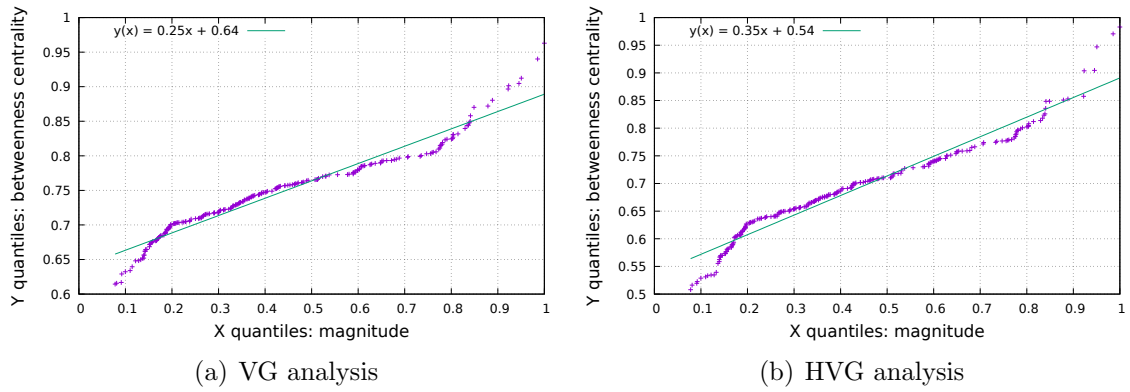 y(x) = 0.25x + 0.64
1
0.95
0.9
0.85
0.8
0.75
0.7
0.65
0.6
0 0.1 0.2 0.3 0.4 0.5 0.6 0.7 0.8 0.9 1
Y quantiles: betweenness centrality
X quantiles: magnitude
(a) VG analysis
y(x) = 0.35x + 0.54
1
0.95
0.9
0.85
0.8
0.75
0.7
0.65
0.6
0.55
0.5
0 0.1 0.2 0.3 0.4 0.5 0.6 0.7 0.8 0.9 1
Y quantiles: betweenness centrality
X quantiles: magnitude
(b) HVG analysis